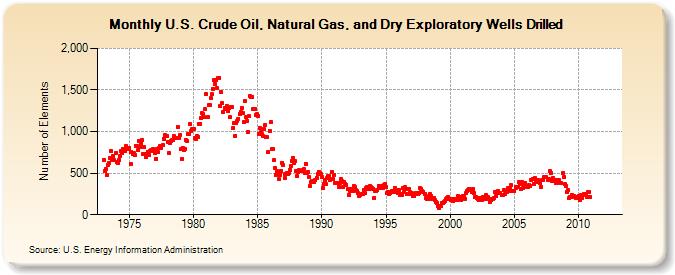 Monthly U.S. Crude Oil, Natural Gas, and Dry Exploratory Wells Drilled
Number of Elements
2,000
1,500
1,000
500
0
1975 1980 1985 1990 1995 2000 2005 2010
Source: U.S. Energy Information Administration